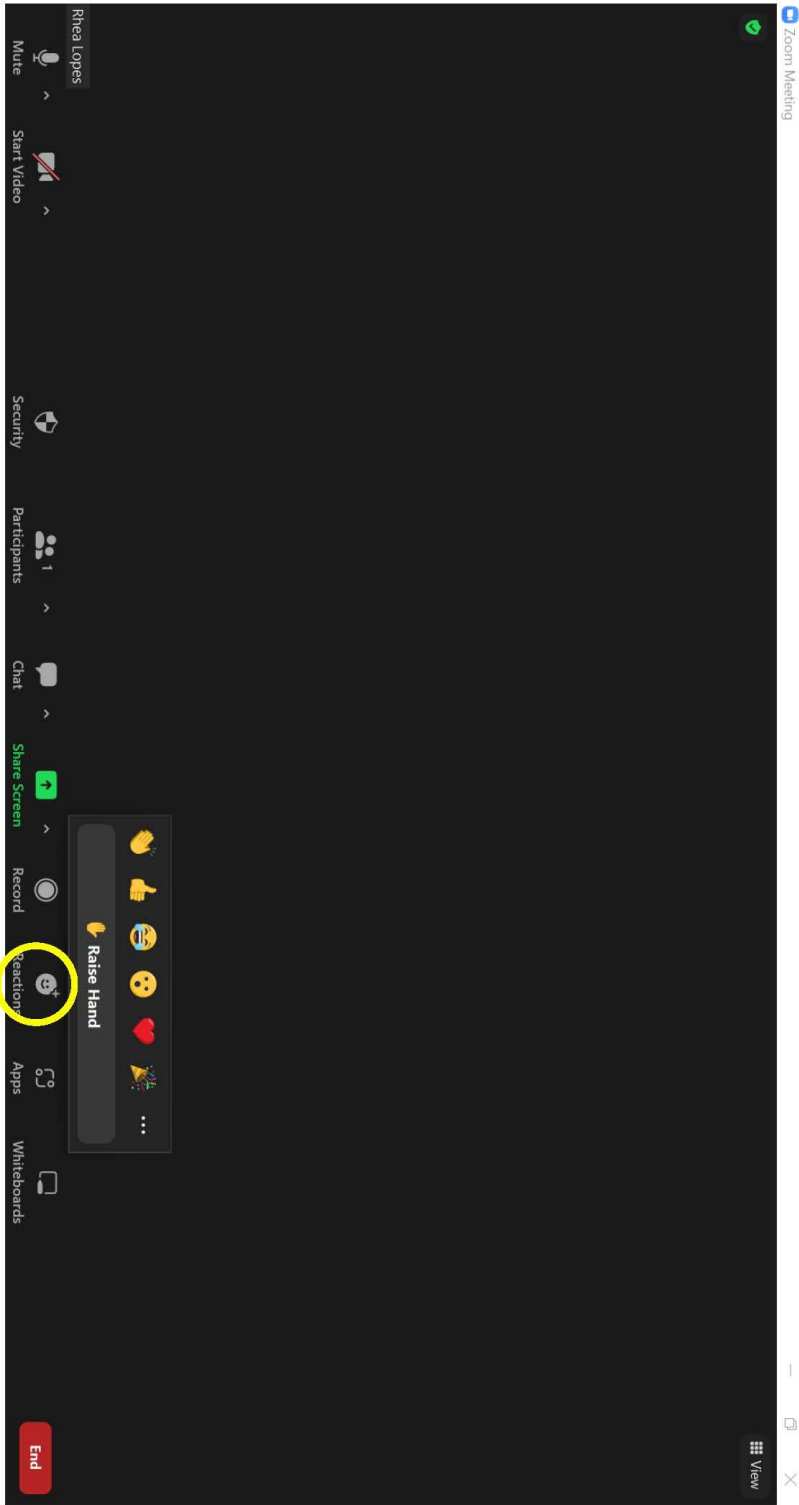 Zoom Meeting
View
Raise Hand
Rhea Lopes
Mute
Start Video
Security
Participants
1
Chat
Share Screen
Record
Reactions
Apps
Whiteboards
End